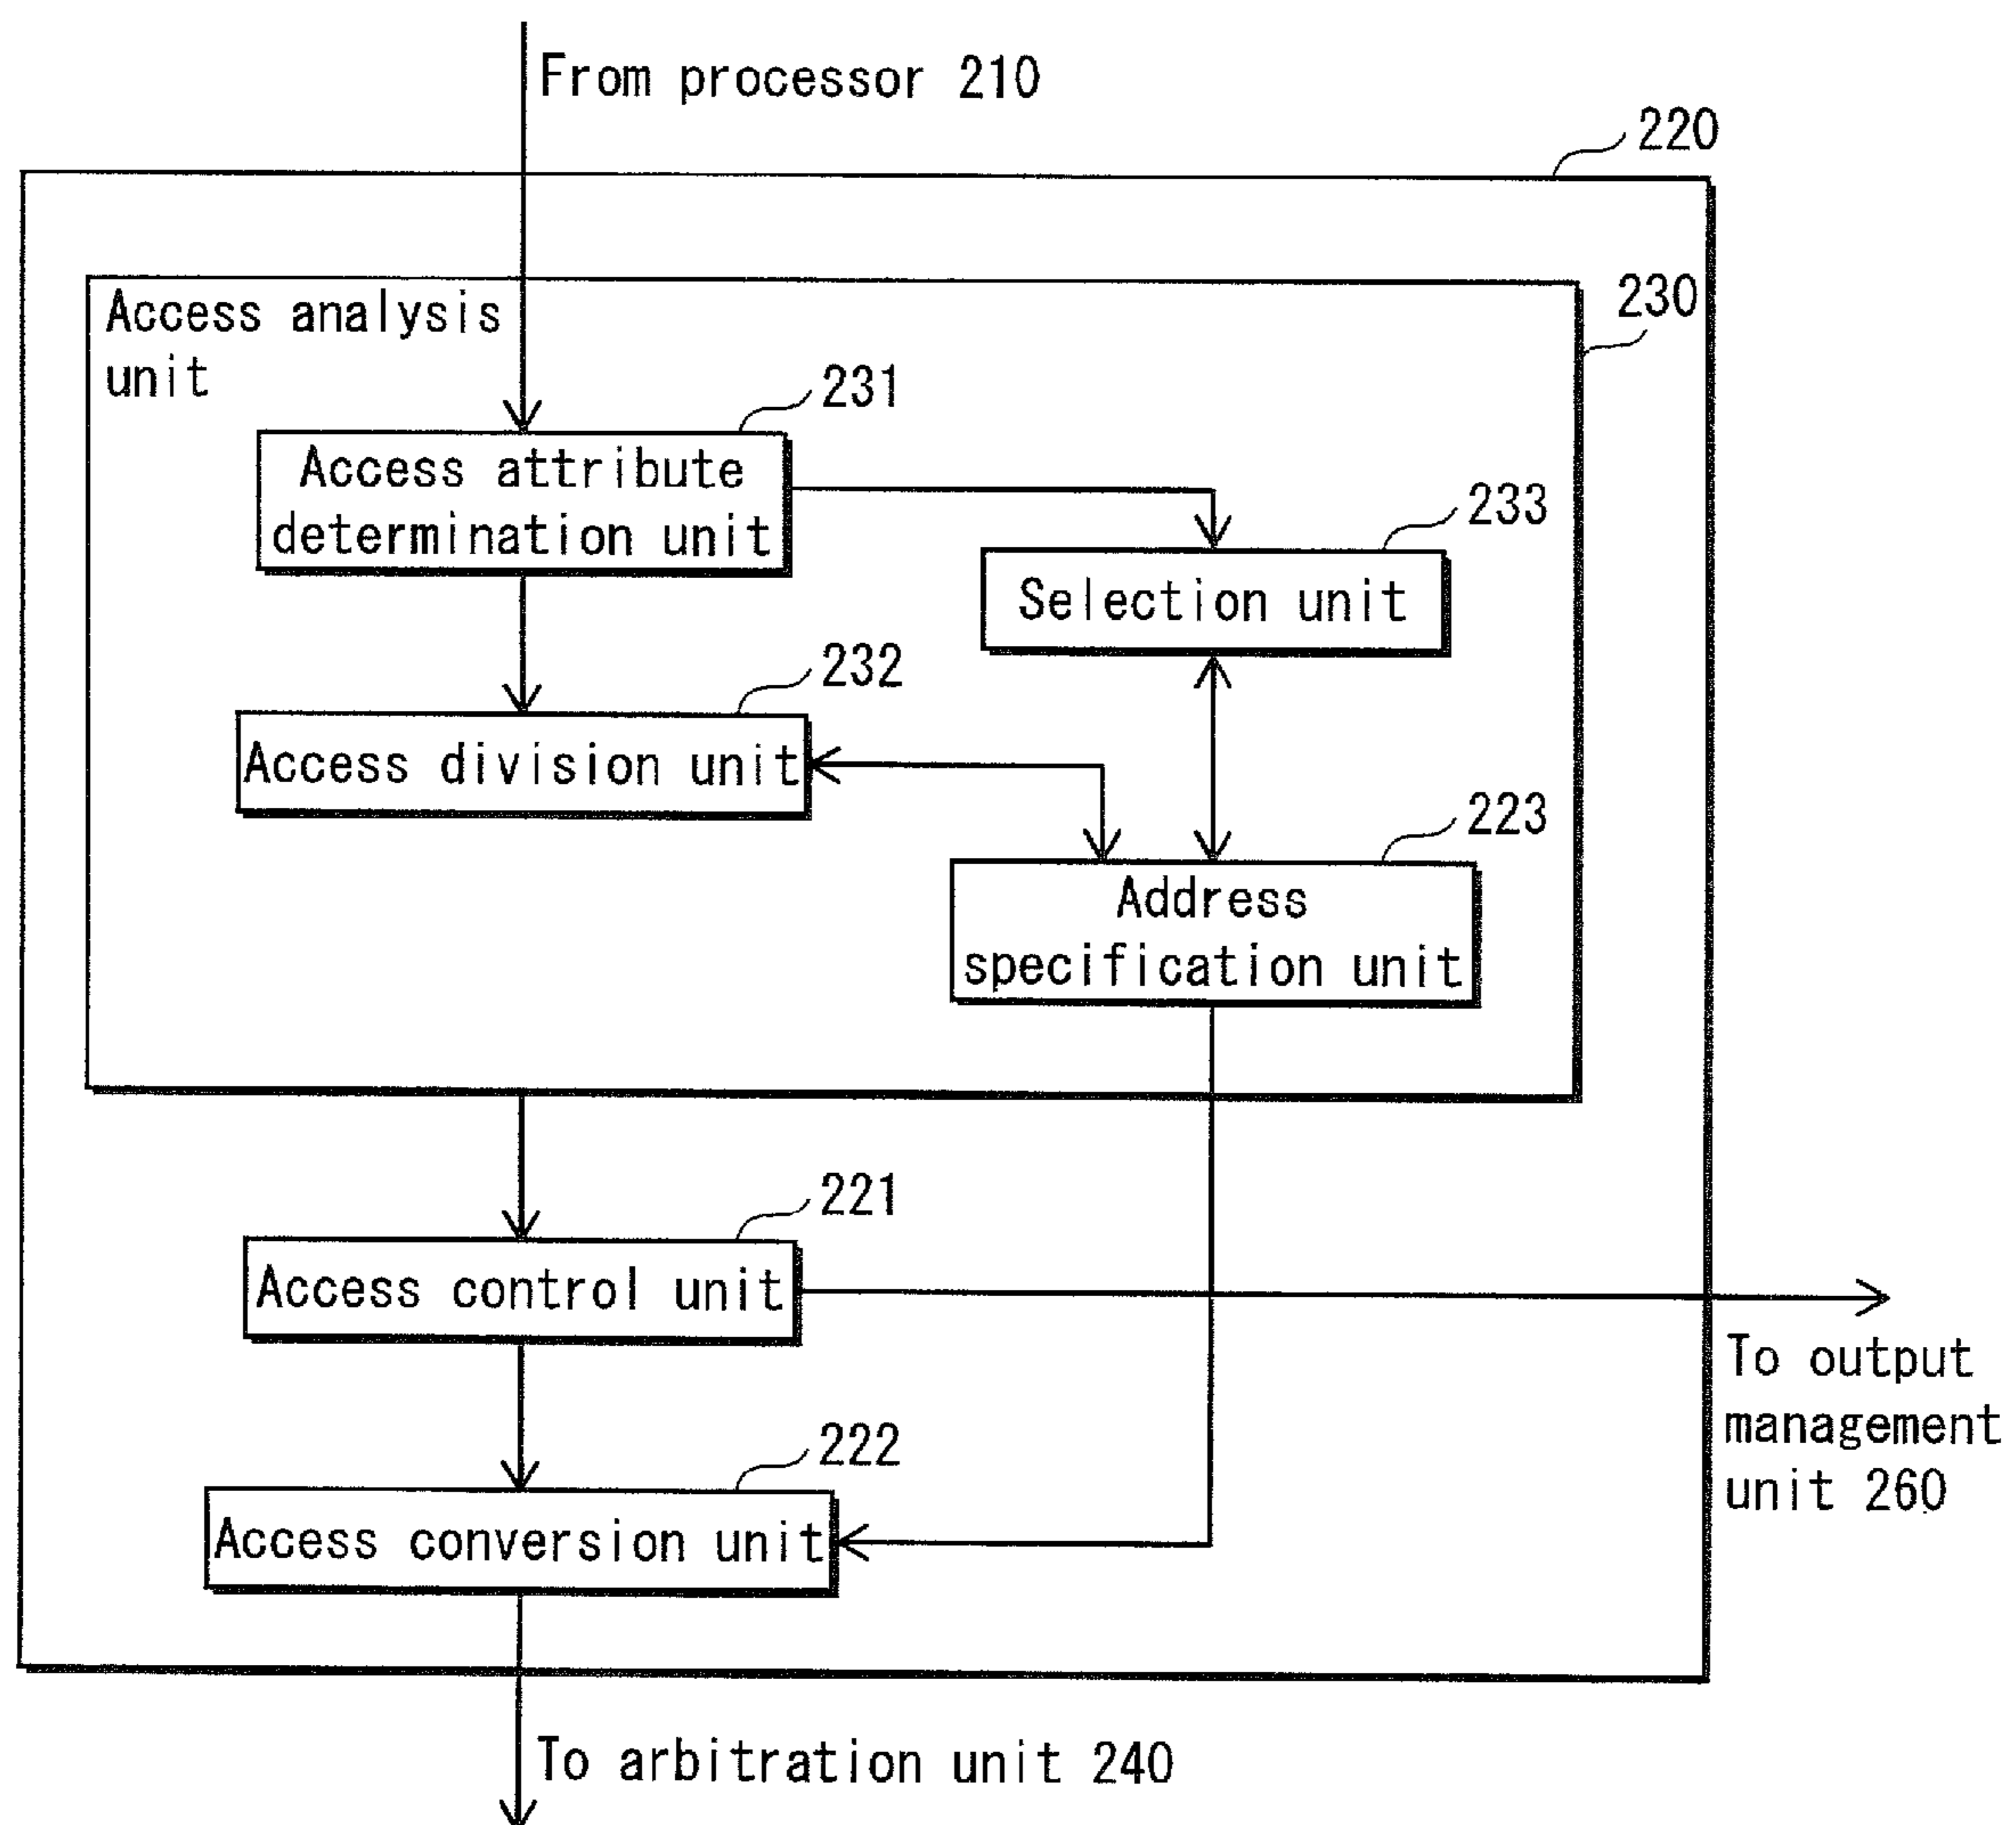 From processor 210
220
230
Access analysis
unit
231
Access attribute
determination unit
233
Selection unit
232
Access division unit
223
Address
specification unit
221
Access control unit
To output
management
unit 260
222
Access conversion unit
To arbitration unit 240